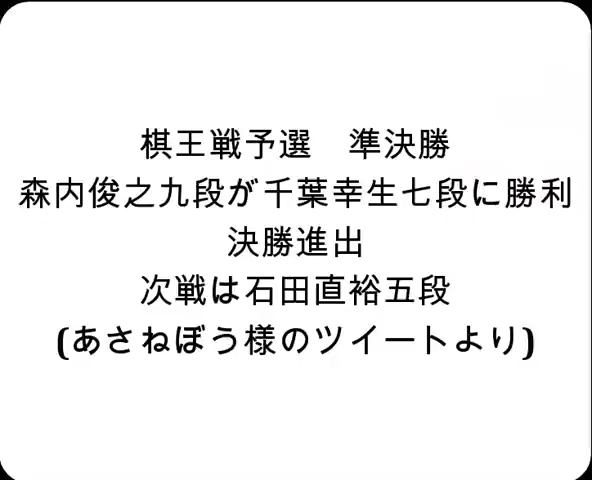 棋王戦予選　準決勝
森内俊之九段が千葉幸生七段に勝利
決勝進出
次戦は石田直裕五段
(あさねぼう様のツイートより)